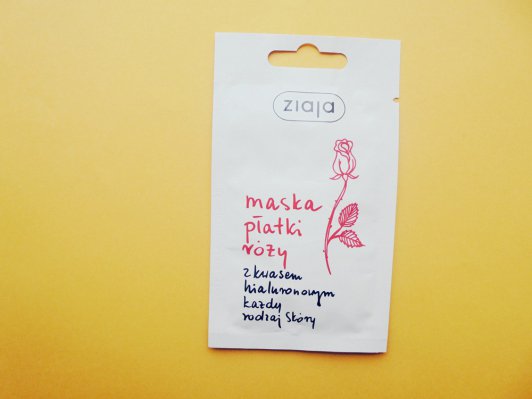 ziaja
maska
płatki
róży
z kwasem
hialuronowym
każdy
rodzaj skóry